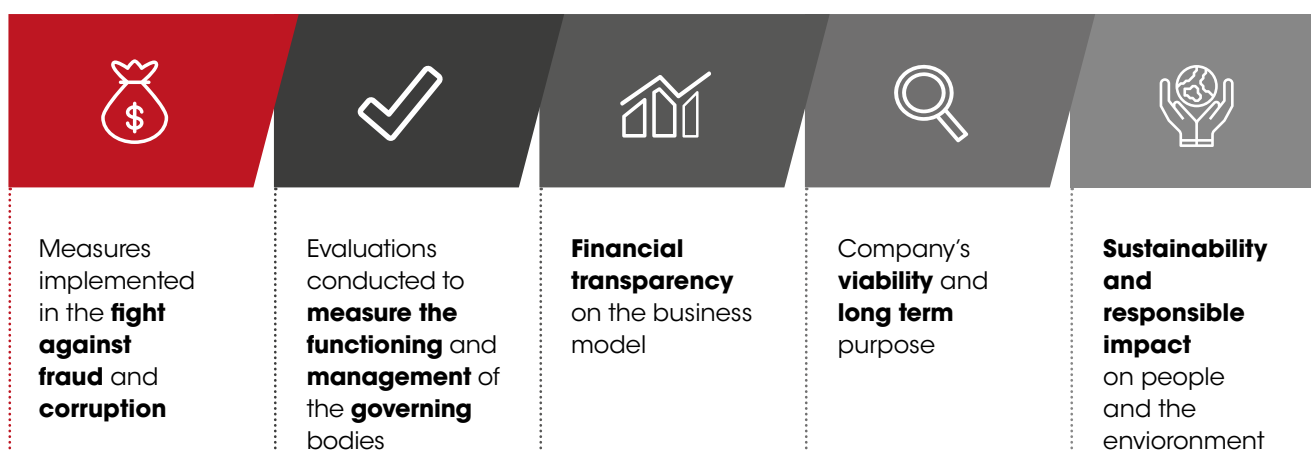 $
Measures
implemented
in the fight
against
fraud and
corruption
Evaluations
conducted to
measure the
functioning and
management of
the governing
bodies
Financial
transparency
on the business
model
Company’s
viability and
long term
purpose
Sustainability
and
responsible
impact
on people
and the
envioronment